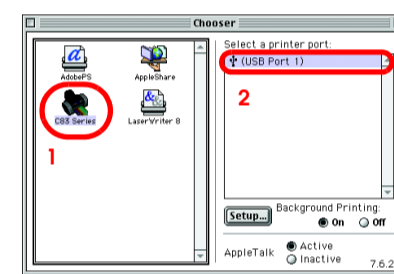 Chooser
Select a printer port:
(USB Port 1)
AdobePS
AppleShare
C83 Series
LaserWriter 8
1
2
Setup...
Background Printing:
On
Off
AppleTalk
Active
Inactive
7.6.2